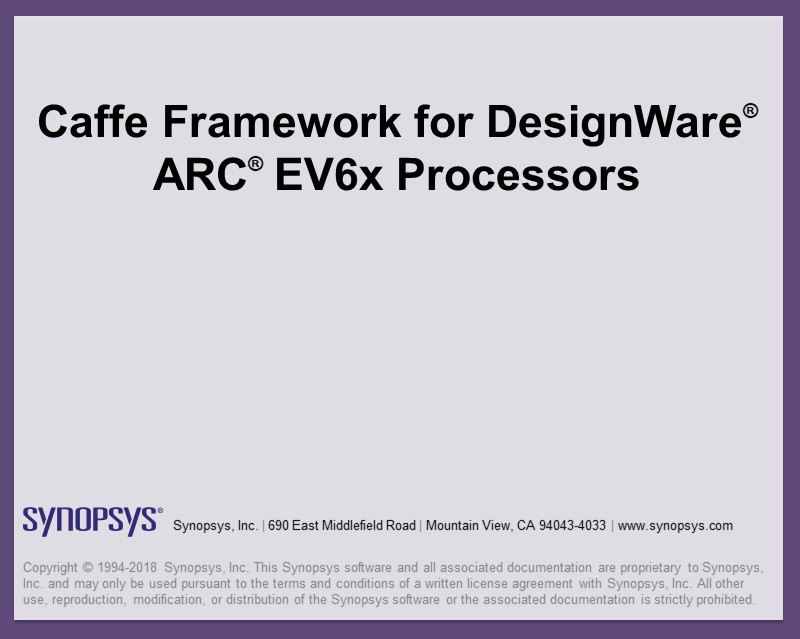 Caffe Framework for DesignWare®
ARC® EV6x Processors
SYNOPSYS® Synopsys, Inc. | 690 East Middlefield Road | Mountain View, CA 94043-4033 | www.synopsys.com
Copyright © 1994-2018 Synopsys, Inc. This Synopsys software and all associated documentation are proprietary to Synopsys,
Inc. and may only be used pursuant to the terms and conditions of a written license agreement with Synopsys, Inc. All other
use, reproduction, modification, or distribution of the Synopsys software or the associated documentation is strictly prohibited.